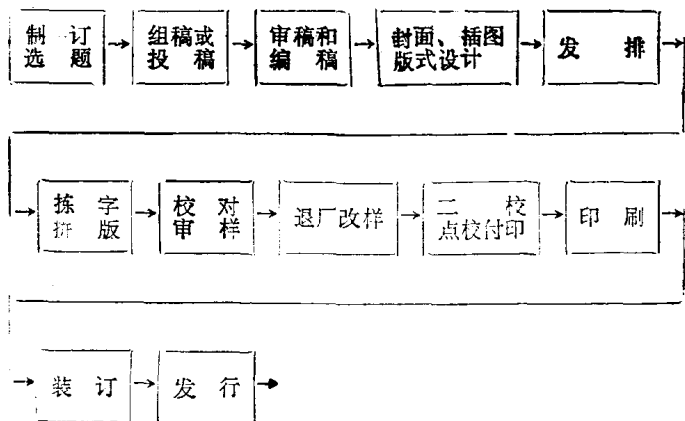 制 订
选 题
组稿或
投 稿
审稿和
编 稿
封面、插图
版式设计
发 排
拣 字
拼 版
校 对
审 样
退厂改样
二 校
点校付印
印 刷
装 订
发 行